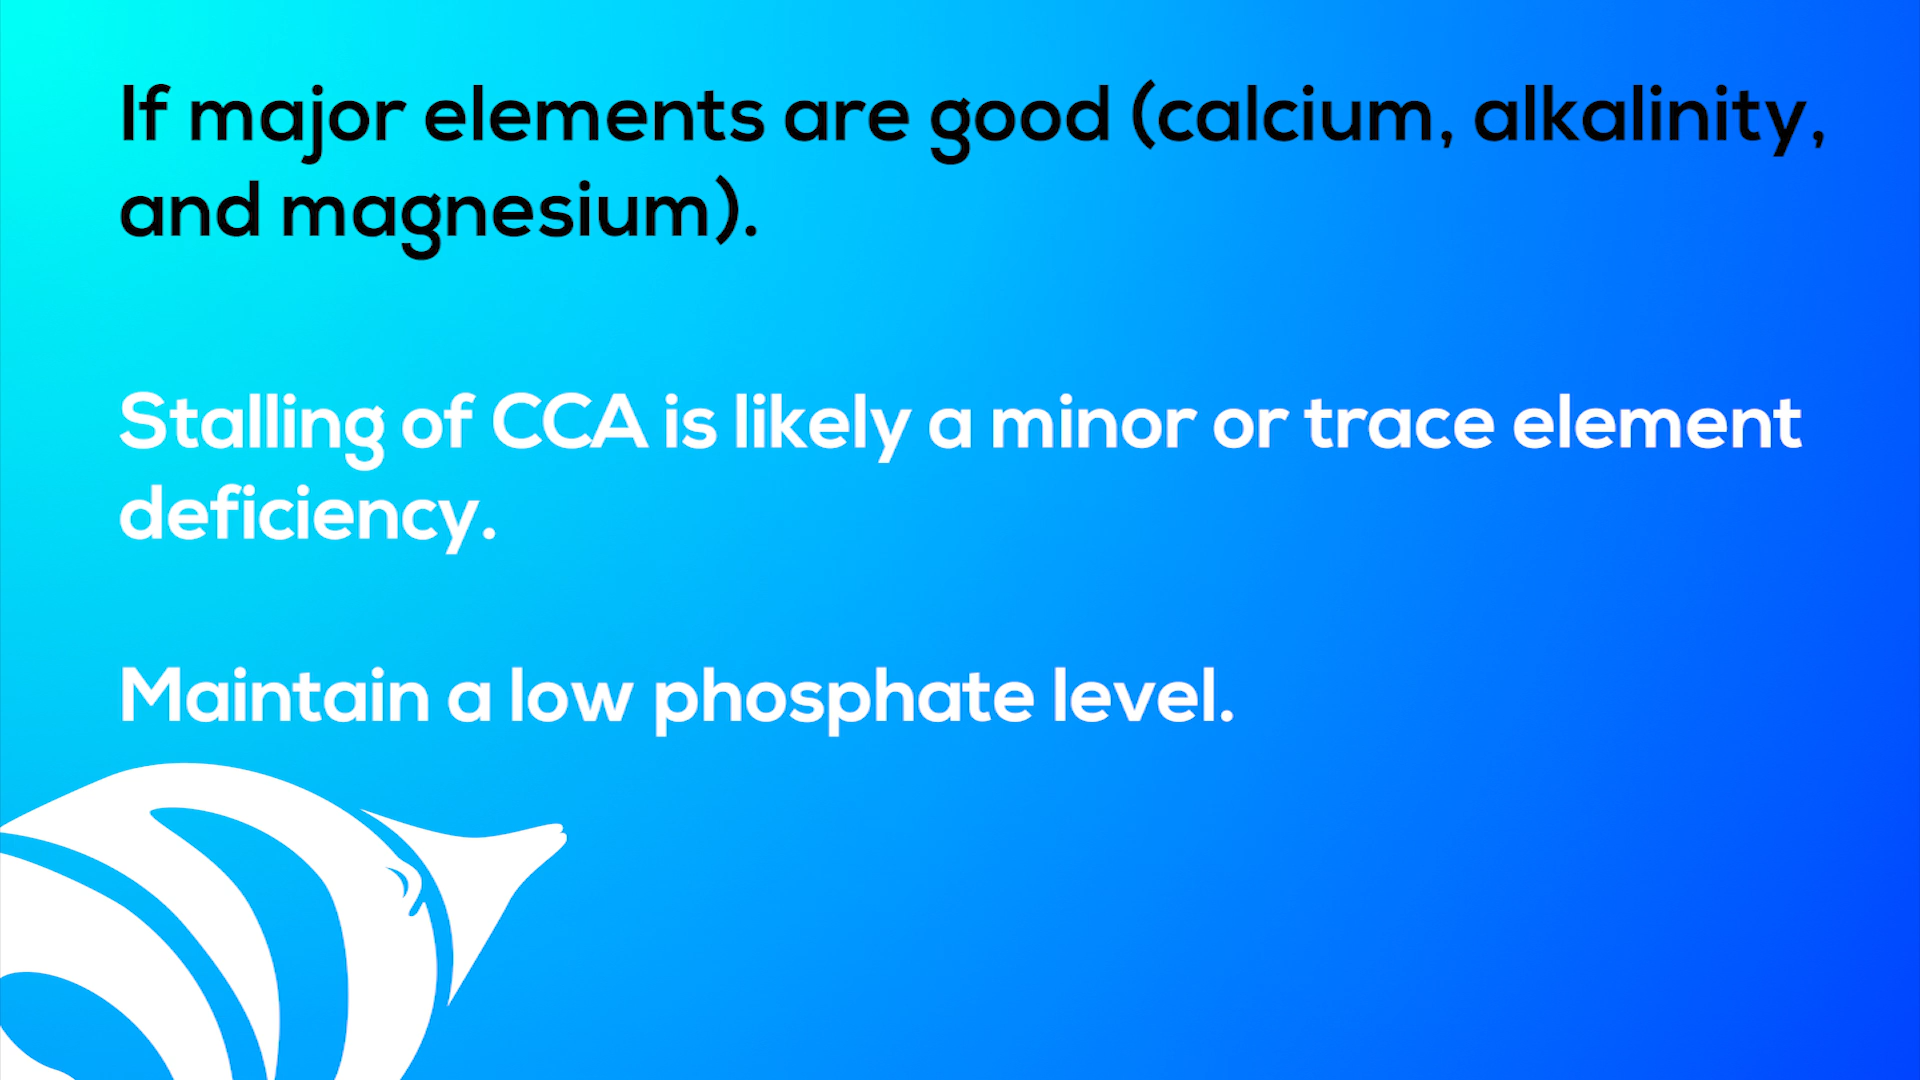 If major elements are good (calcium, alkalinity,
and magnesium).
Stalling of CCA is likely a minor or trace element
deficiency.
Maintain a low phosphate level.